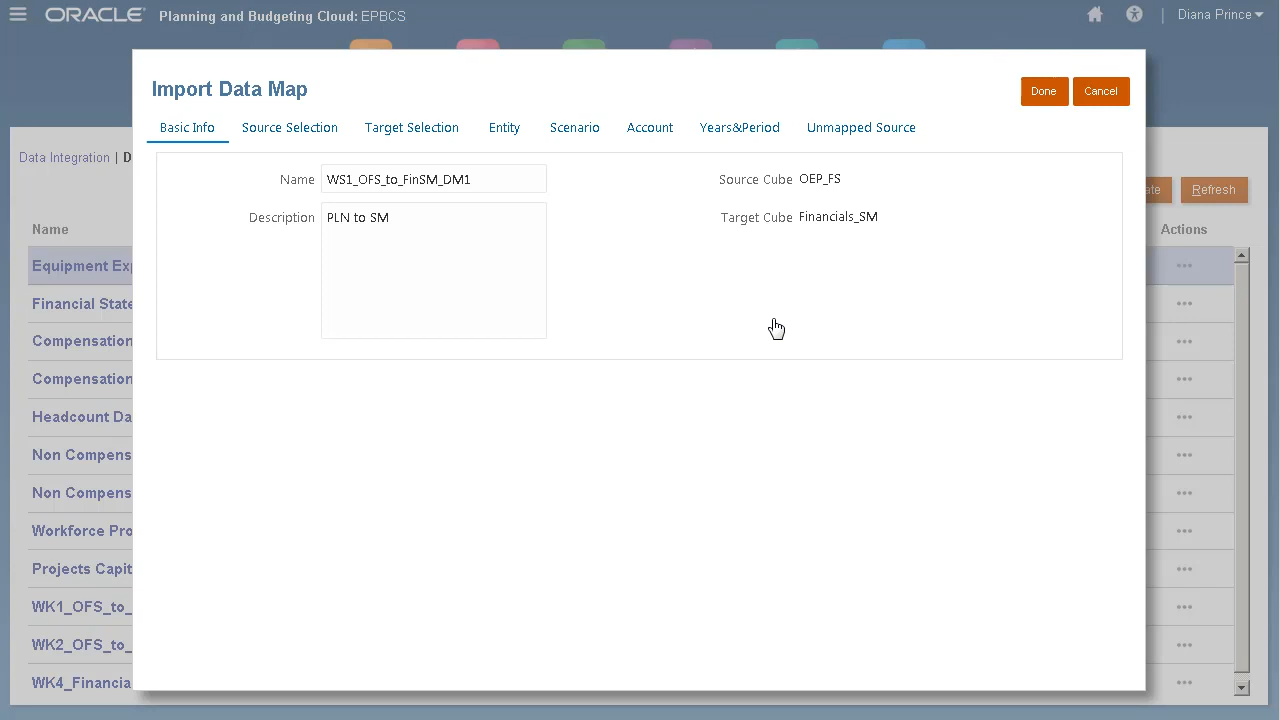 ORACLE Planning and Budgeting Cloud: EPBCS Diana Prince
Import Data Map
Done Cancel
Basic Info Source Selection Target Selection Entity Scenario Account Years&Period Unmapped Source
Data Integration | D
Name WS1_OFS_to_FinSM_DM1 Source Cube OEP_FS
Description PLN to SM Target Cube Financials_SM
ate Refresh
Name Actions
Equipment Exp
Financial State
Compensation
Compensation
Headcount Da
Non Compens
Non Compens
Workforce Pro
Projects Capit
WK1_OFS_to_
WK2_OFS_to_
WK4_Financia